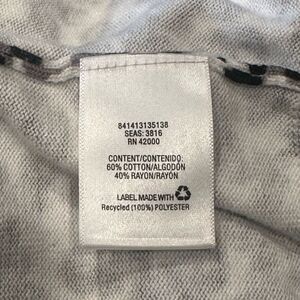 841413135138
SEAS: 3816
RN 42000
CONTENT/CONTENIDO:
60% COTTON/ALGODÓN
40% RAYON/RAYÓN
LABEL MADE WITH
Recycled (100%) POLYESTER